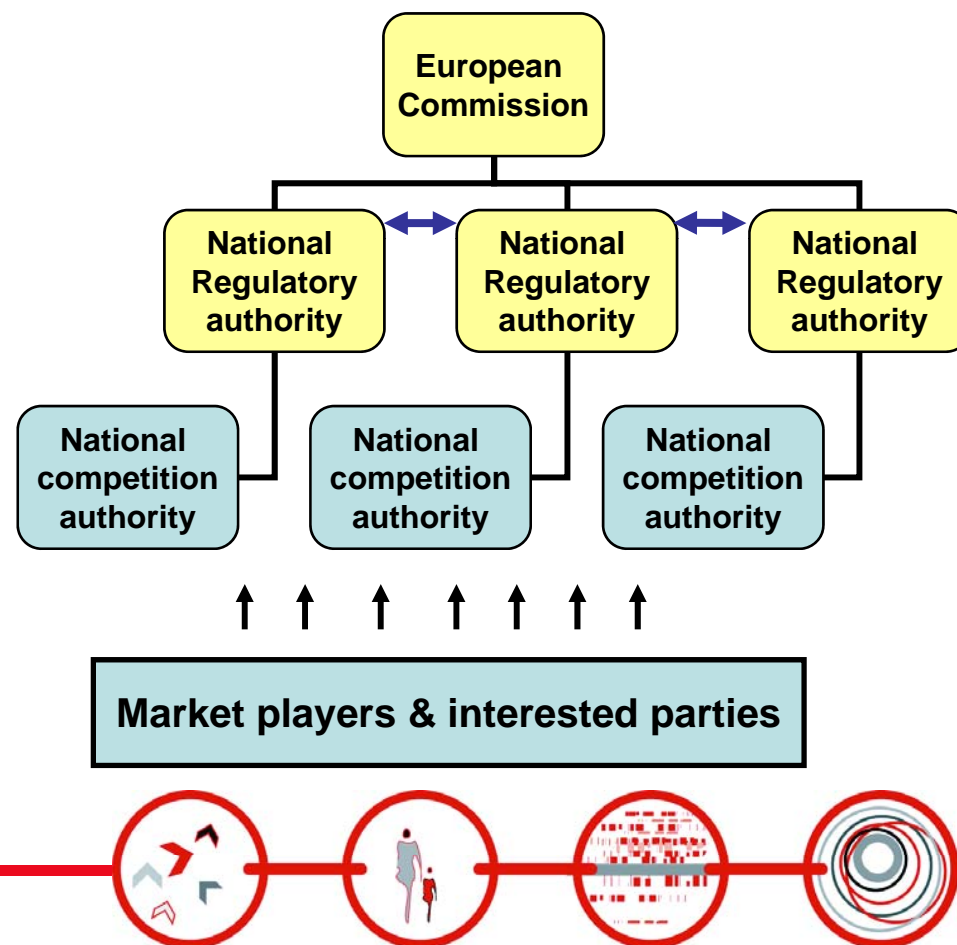 European
Commission
National
Regulatory
authority
National
Regulatory
authority
National
Regulatory
authority
National
competition
authority
National
competition
authority
National
competition
authority
Market players & interested parties